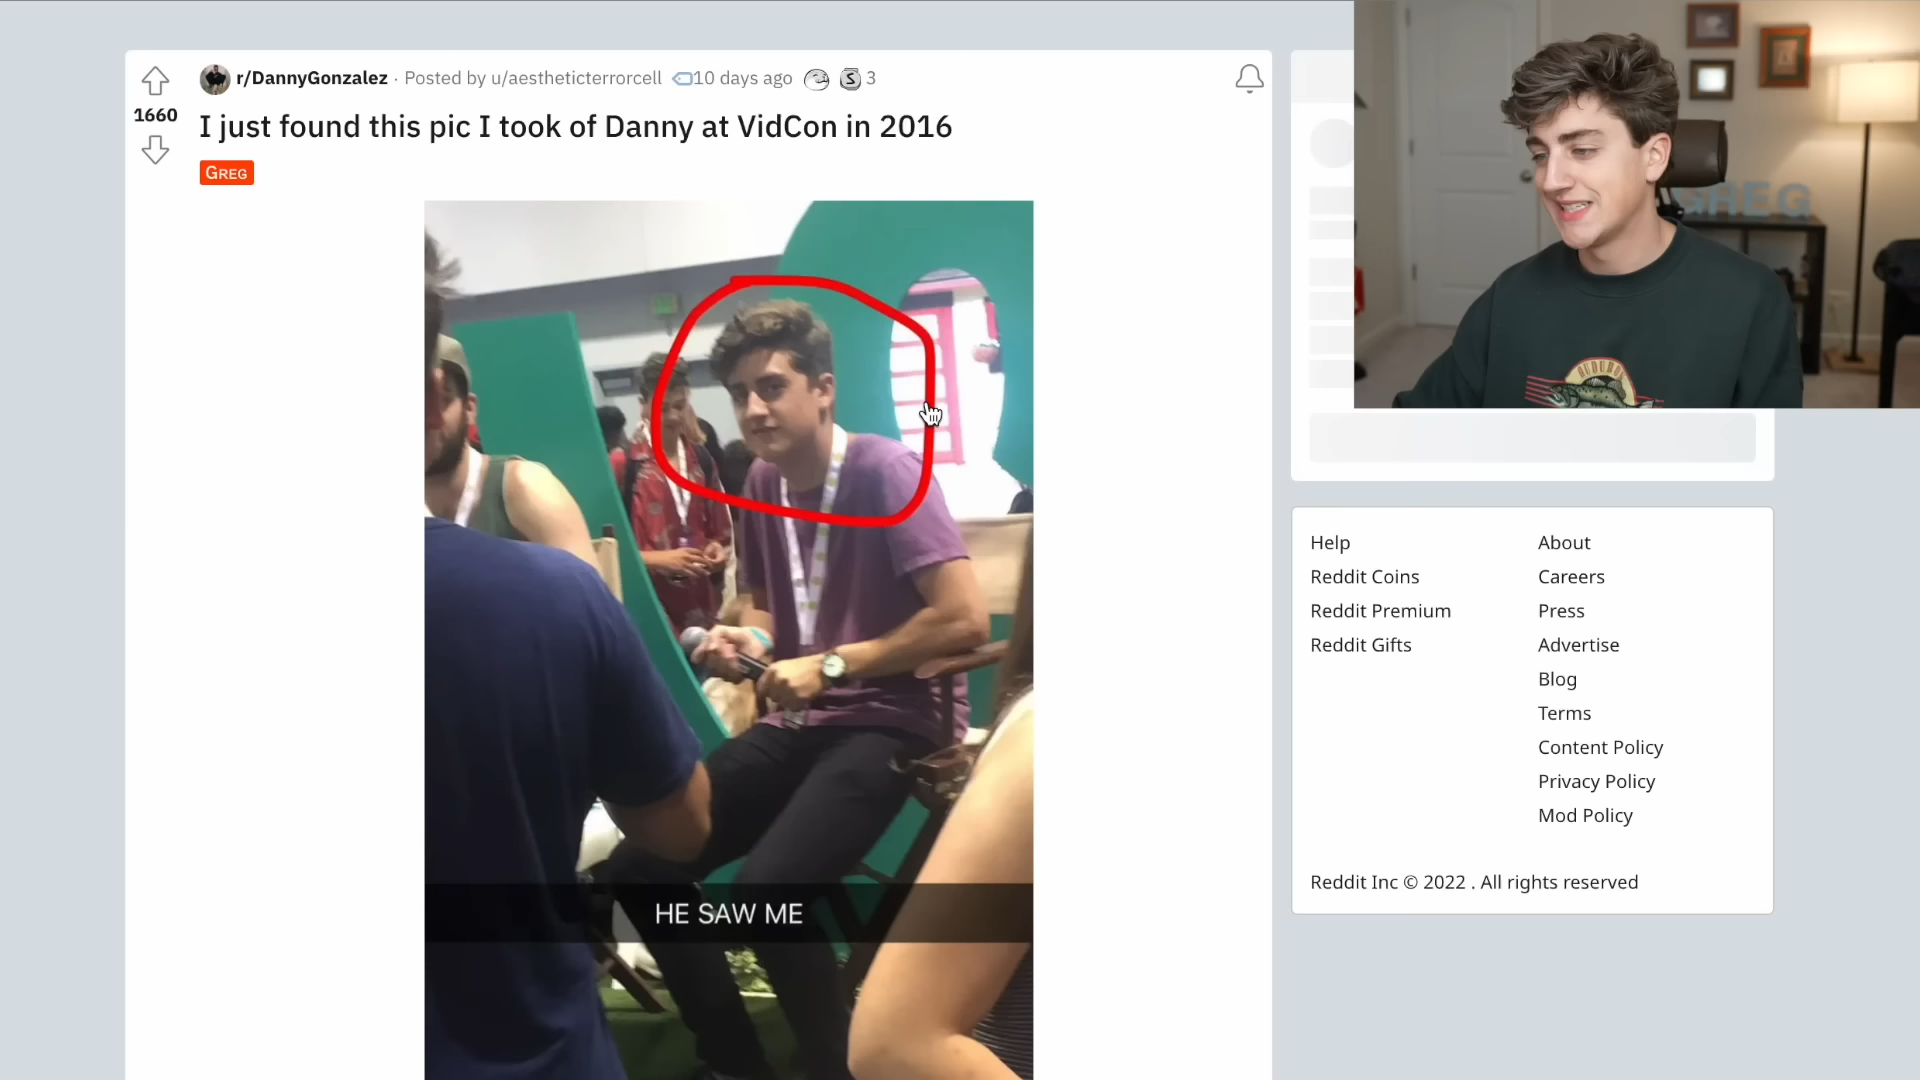 r/DannyGonzalez · Posted by u/aestheticterrorcell 10 days ago S 3
1660
I just found this pic I took of Danny at VidCon in 2016
GREG
HE SAW ME
GREG
AUDUBON
Help
Reddit Coins
Reddit Premium
Reddit Gifts
About
Careers
Press
Advertise
Blog
Terms
Content Policy
Privacy Policy
Mod Policy
Reddit Inc © 2022 . All rights reserved